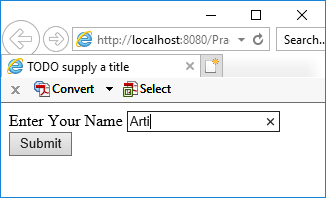 http://localhost:8080/Pra
Search...
TODO supply a title
x Convert Select
Enter Your Name Arti
Submit